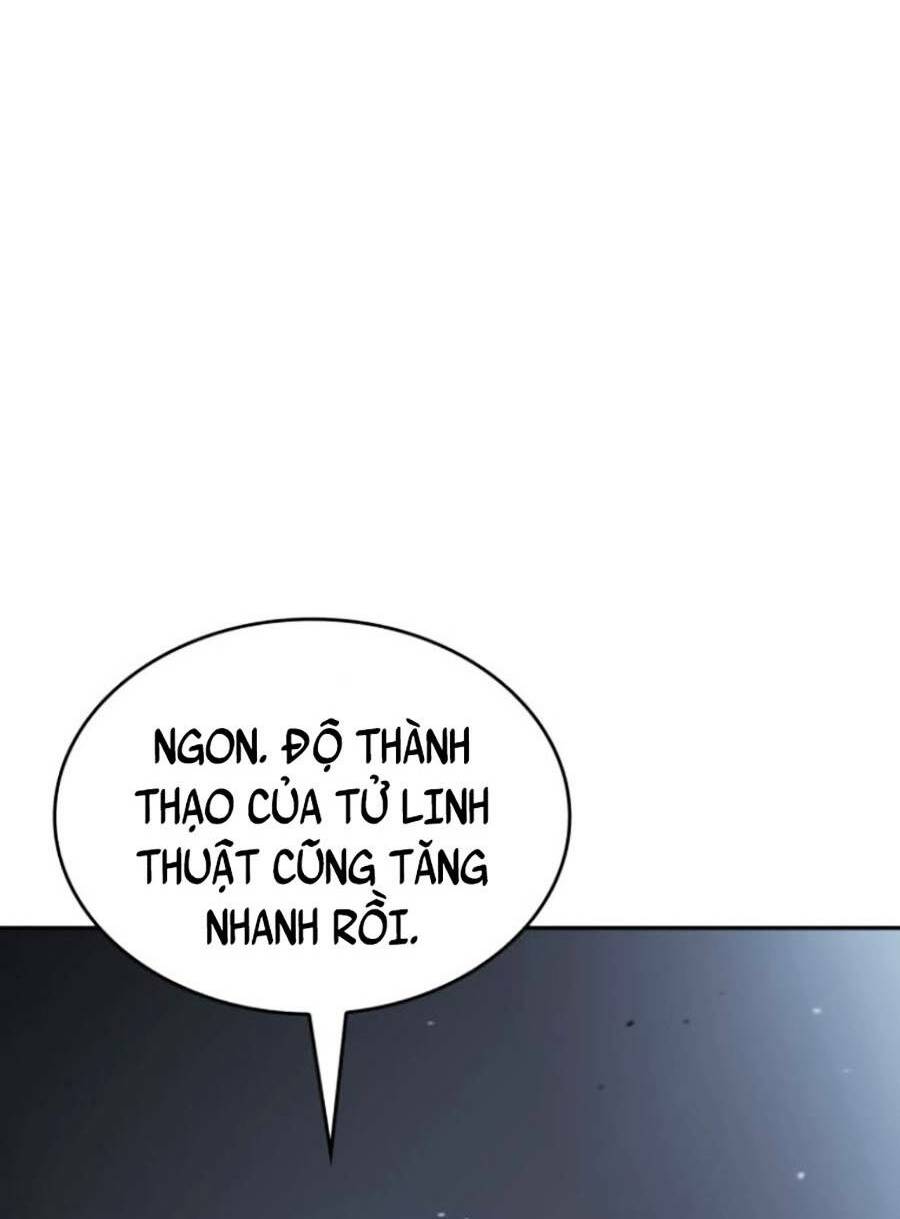 NGON. ĐỘ THÀNH
THẠO CỦA TỬ LINH
THUẬT CŨNG TĂNG
NHANH RỒI.